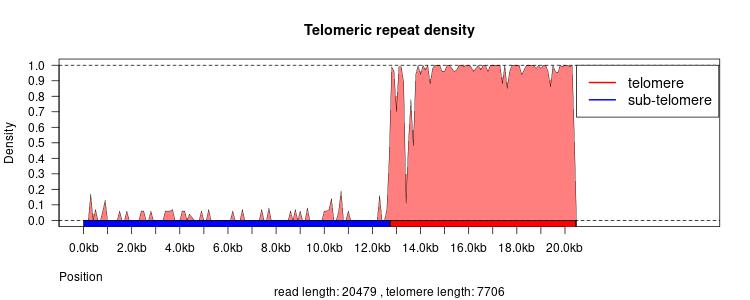 Telomeric repeat density
Density
1.0
0.9
0.8
0.7
0.6
0.5
0.4
0.3
0.2
0.1
0.0
telomere
sub-telomere
0.0kb 2.0kb 4.0kb 6.0kb 8.0kb 10.0kb 12.0kb 14.0kb 16.0kb 18.0kb 20.0kb
Position
read length: 20479 , telomere length: 7706